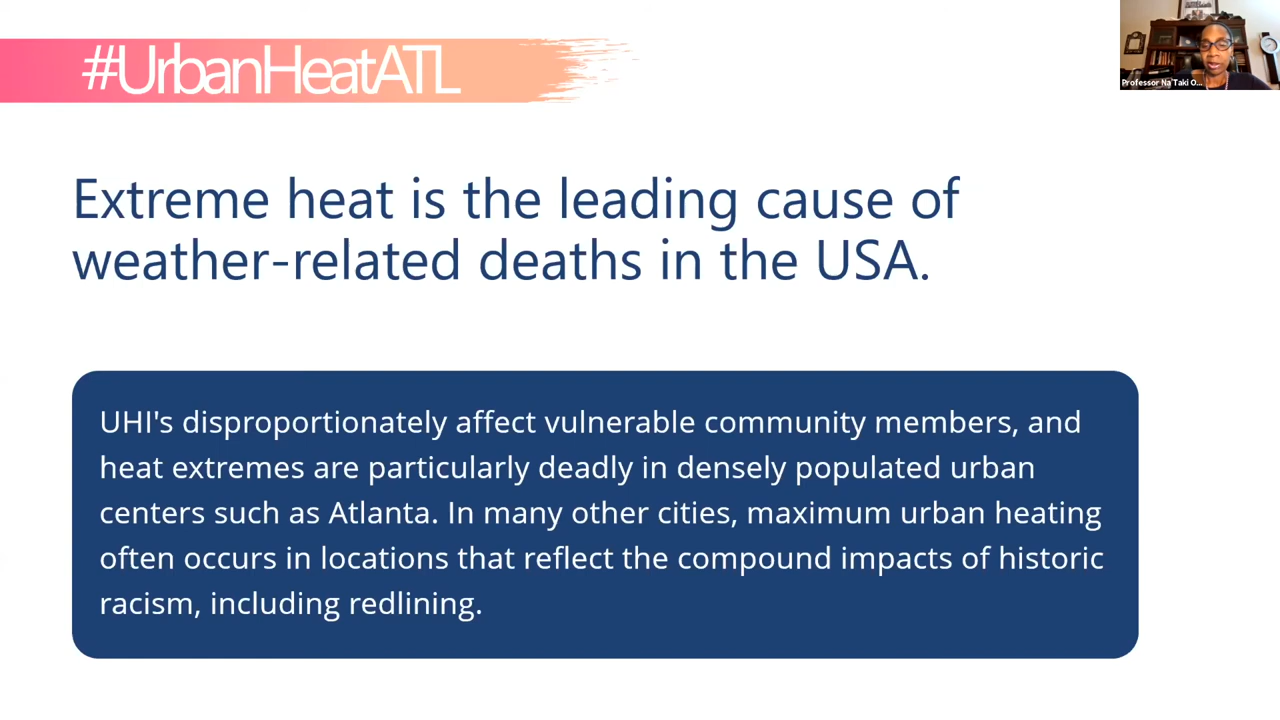 #UrbanHeatATL
Professor Na'Taki O...
Extreme heat is the leading cause of
weather-related deaths in the USA.
UHI's disproportionately affect vulnerable community members, and
heat extremes are particularly deadly in densely populated urban
centers such as Atlanta. In many other cities, maximum urban heating
often occurs in locations that reflect the compound impacts of historic
racism, including redlining.